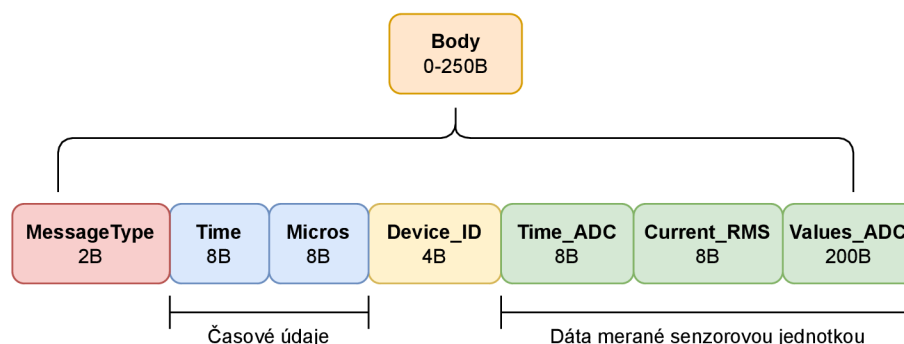 Body
0-250B
MessageType
2B
Time
8B
Micros
8B
Device_ID
4B
Time_ADC
8B
Current_RMS
8B
Values_ADC
200B
Časové údaje
Dáta merané senzorovou jednotkou